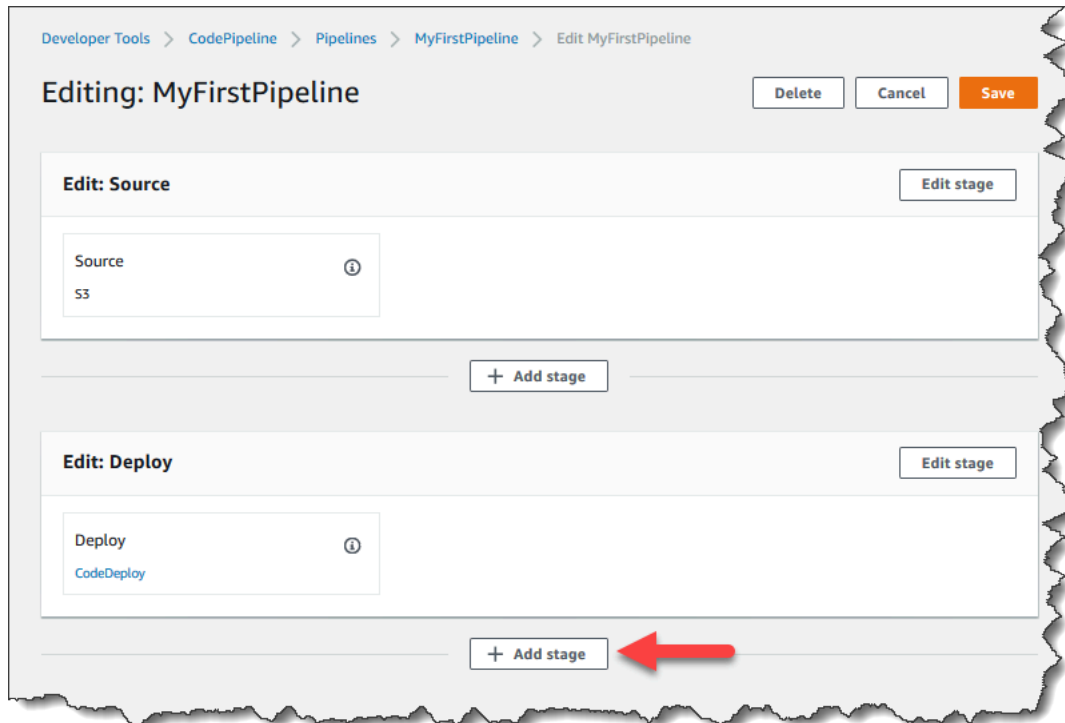 Developer Tools > CodePipeline > Pipelines > MyFirstPipeline > Edit MyFirstPipeline
Editing: MyFirstPipeline
Delete
Cancel
Save
Edit: Source
Edit stage
Source
S3
+ Add stage
Edit: Deploy
Edit stage
Deploy
CodeDeploy
+ Add stage